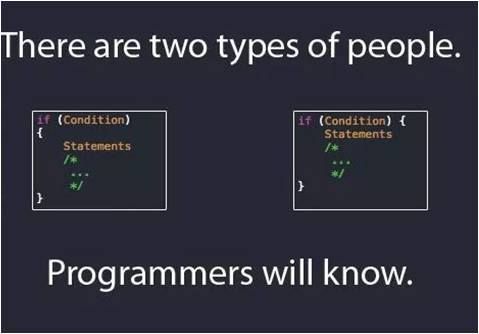 There are two types of people.
if (Condition)
{
Statements
/*
...
*/
}
if (Condition) {
Statements
/*
...
*/
}
Programmers will know.